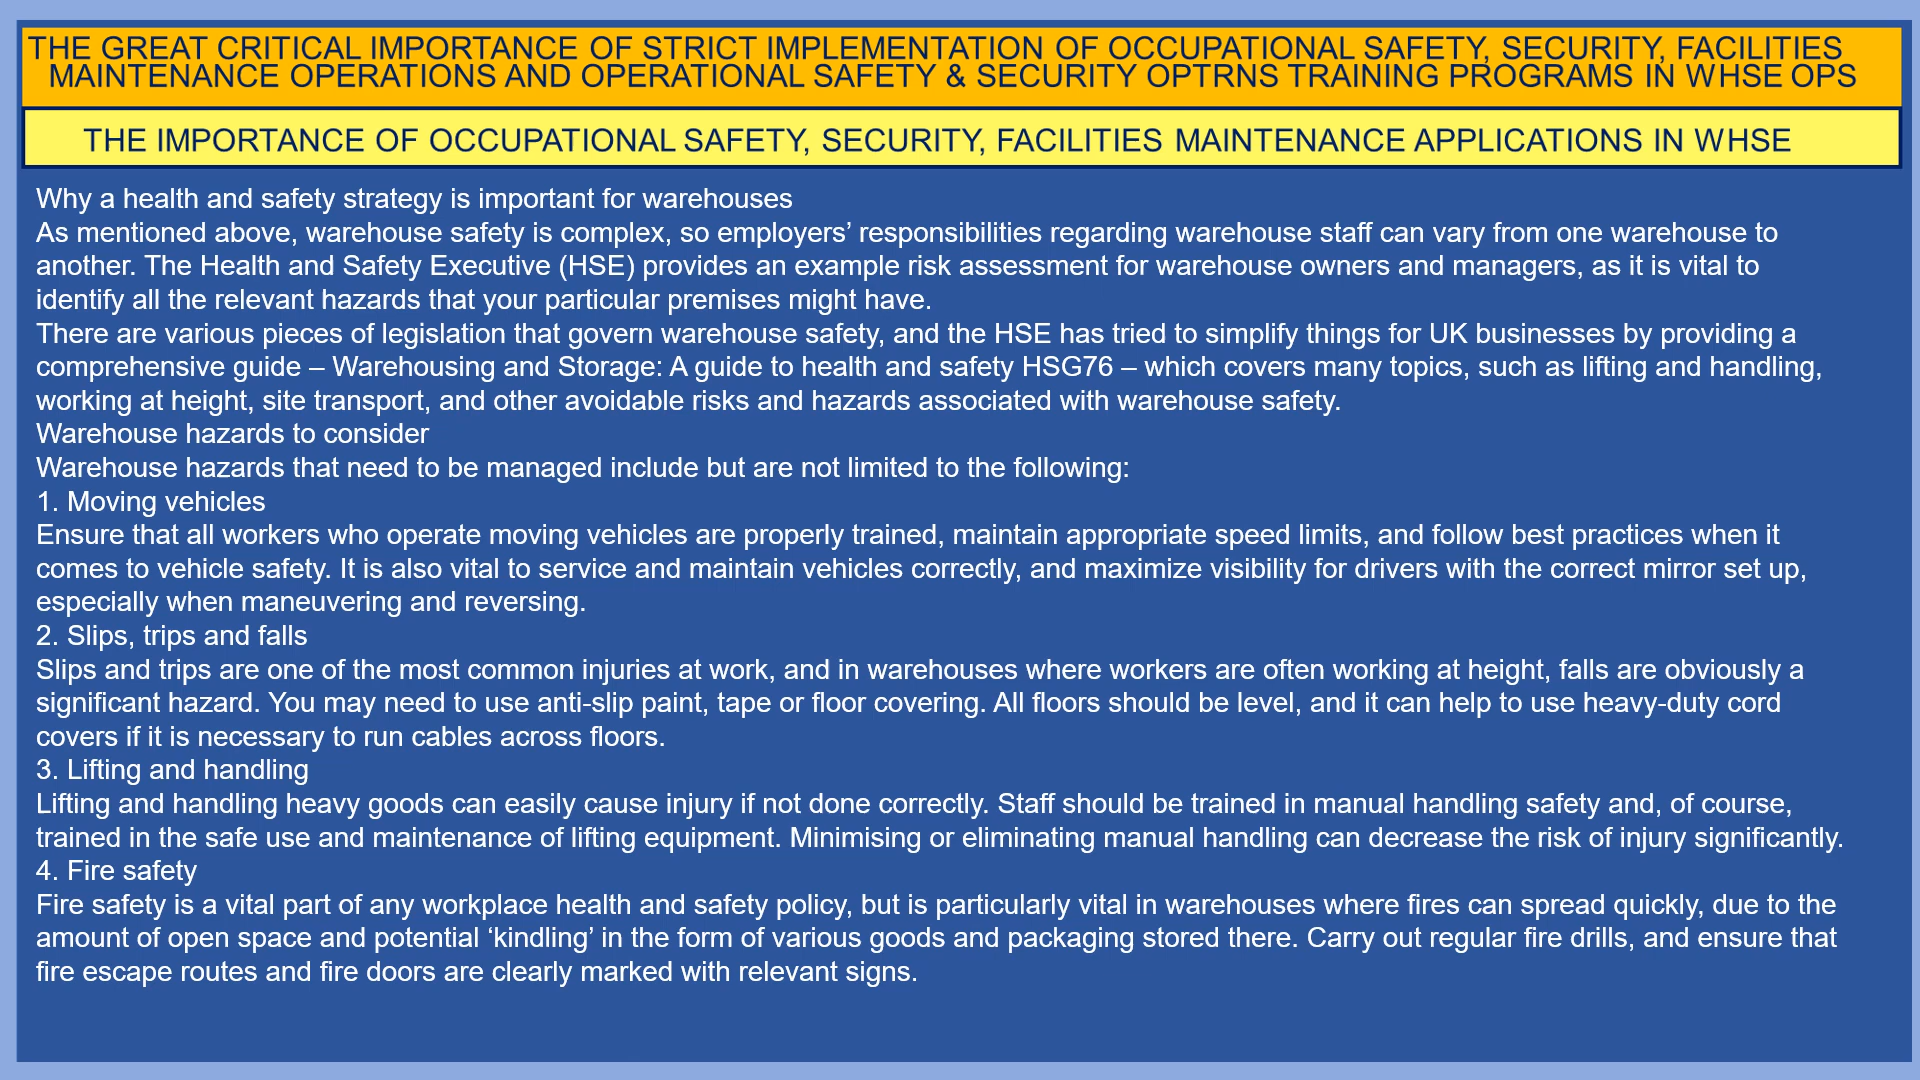 THE GREAT CRITICAL IMPORTANCE OF STRICT IMPLEMENTATION OF OCCUPATIONAL SAFETY, SECURITY, FACILITIES
MAINTENANCE OPERATIONS AND OPERATIONAL SAFETY & SECURITY OPTRNS TRAINING PROGRAMS IN WHSE OPS
THE IMPORTANCE OF OCCUPATIONAL SAFETY, SECURITY, FACILITIES MAINTENANCE APPLICATIONS IN WHSE
Why a health and safety strategy is important for warehouses
As mentioned above, warehouse safety is complex, so employers’ responsibilities regarding warehouse staff can vary from one warehouse to
another. The Health and Safety Executive (HSE) provides an example risk assessment for warehouse owners and managers, as it is vital to
identify all the relevant hazards that your particular premises might have.
There are various pieces of legislation that govern warehouse safety, and the HSE has tried to simplify things for UK businesses by providing a
comprehensive guide – Warehousing and Storage: A guide to health and safety HSG76 – which covers many topics, such as lifting and handling,
working at height, site transport, and other avoidable risks and hazards associated with warehouse safety.
Warehouse hazards to consider
Warehouse hazards that need to be managed include but are not limited to the following:
1. Moving vehicles
Ensure that all workers who operate moving vehicles are properly trained, maintain appropriate speed limits, and follow best practices when it
comes to vehicle safety. It is also vital to service and maintain vehicles correctly, and maximize visibility for drivers with the correct mirror set up,
especially when maneuvering and reversing.
2. Slips, trips and falls
Slips and trips are one of the most common injuries at work, and in warehouses where workers are often working at height, falls are obviously a
significant hazard. You may need to use anti-slip paint, tape or floor covering. All floors should be level, and it can help to use heavy-duty cord
covers if it is necessary to run cables across floors.
3. Lifting and handling
Lifting and handling heavy goods can easily cause injury if not done correctly. Staff should be trained in manual handling safety and, of course,
trained in the safe use and maintenance of lifting equipment. Minimising or eliminating manual handling can decrease the risk of injury significantly.
4. Fire safety
Fire safety is a vital part of any workplace health and safety policy, but is particularly vital in warehouses where fires can spread quickly, due to the
amount of open space and potential ‘kindling’ in the form of various goods and packaging stored there. Carry out regular fire drills, and ensure that
fire escape routes and fire doors are clearly marked with relevant signs.